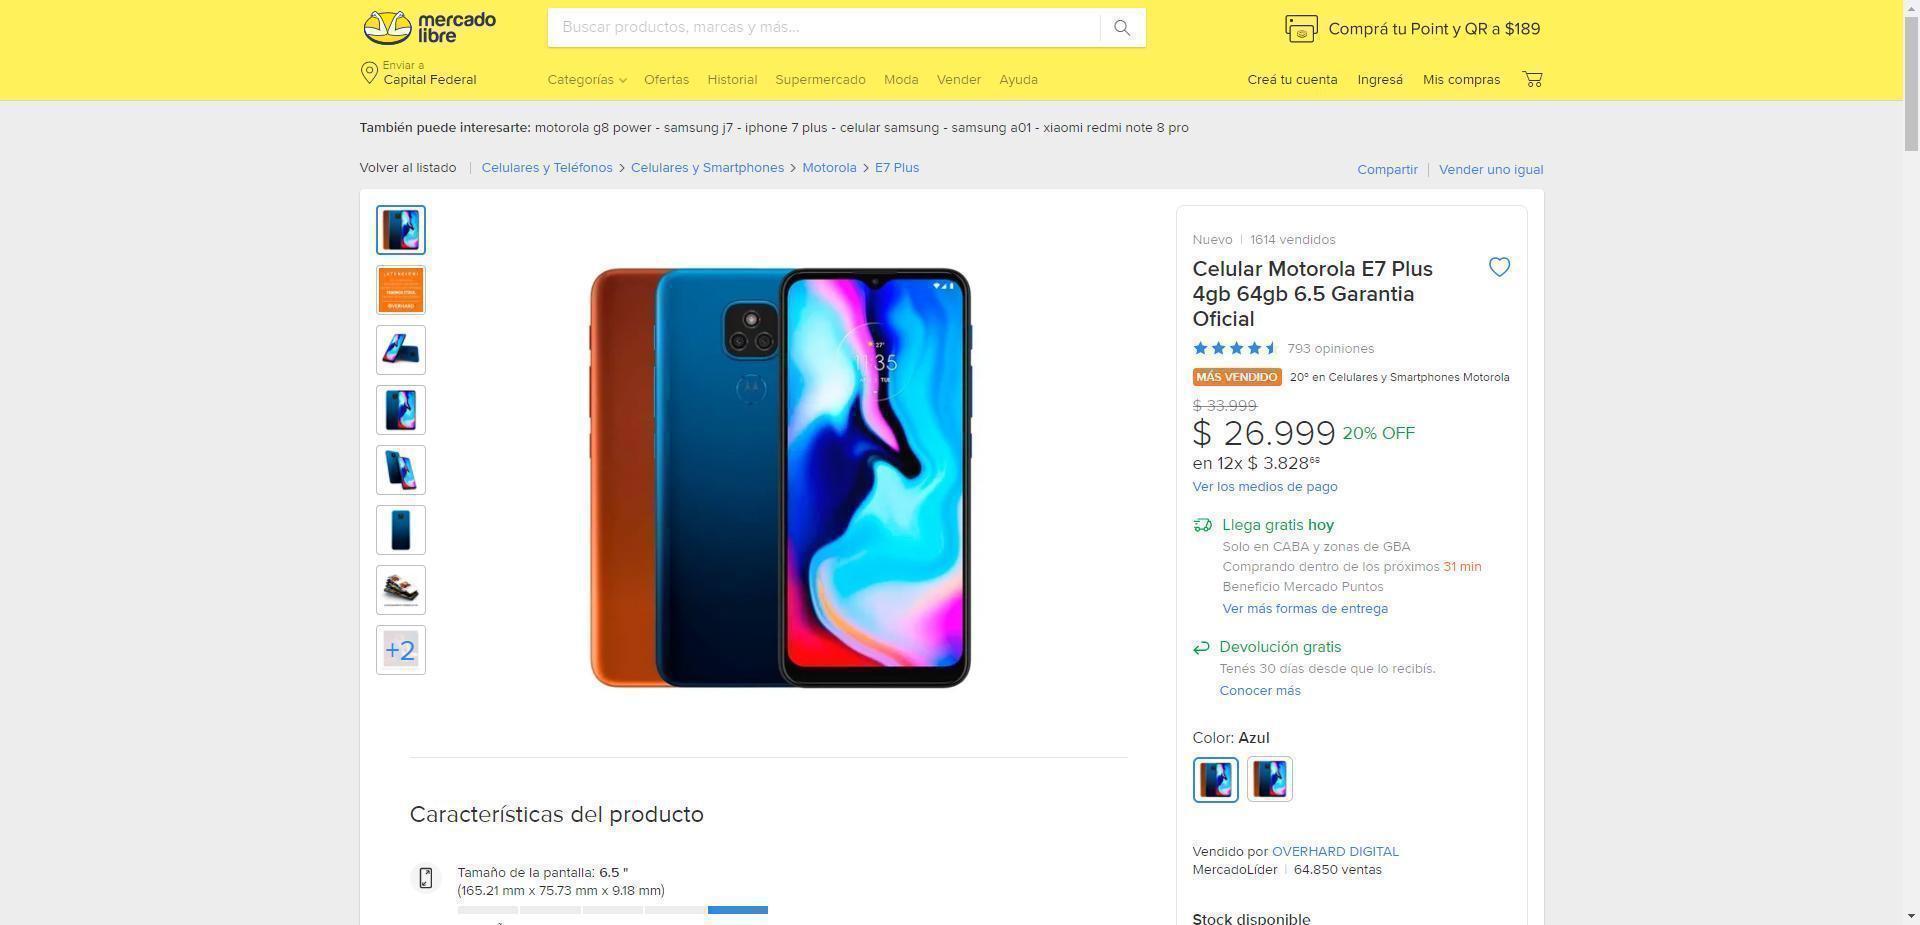 mercado
libre
Buscar productos, marcas y más...
Comprá tu Point y QR a $189
Enviar a
Capital Federal
Categorías
Ofertas
Historial
Supermercado
Moda
Vender
Ayuda
Creá tu cuenta
Ingresá
Mis compras
También puede interesarte: motorola g8 power - samsung j7 - iphone 7 plus - celular samsung - samsung a01 - xiaomi redmi note 8 pro
Volver al listado | Celulares y Teléfonos > Celulares y Smartphones > Motorola > E7 Plus
Compartir | Vender uno igual
¡ATENCIÓN!
OVERHARD
+2
27°
11:35
Nuevo | 1614 vendidos
Celular Motorola E7 Plus
4gb 64gb 6.5 Garantia
Oficial
793 opiniones
MÁS VENDIDO 20º en Celulares y Smartphones Motorola
$ 33.999
$ 26.999 20% OFF
en 12x $ 3.828⁶⁸
Ver los medios de pago
Llega gratis hoy
Solo en CABA y zonas de GBA
Comprando dentro de los próximos 31 min
Beneficio Mercado Puntos
Ver más formas de entrega
Devolución gratis
Tenés 30 días desde que lo recibís.
Conocer más
Color: Azul
Vendido por OVERHARD DIGITAL
MercadoLíder | 64.850 ventas
Stock disponible
Características del producto
Tamaño de la pantalla: 6.5 "
(165.21 mm x 75.73 mm x 9.18 mm)